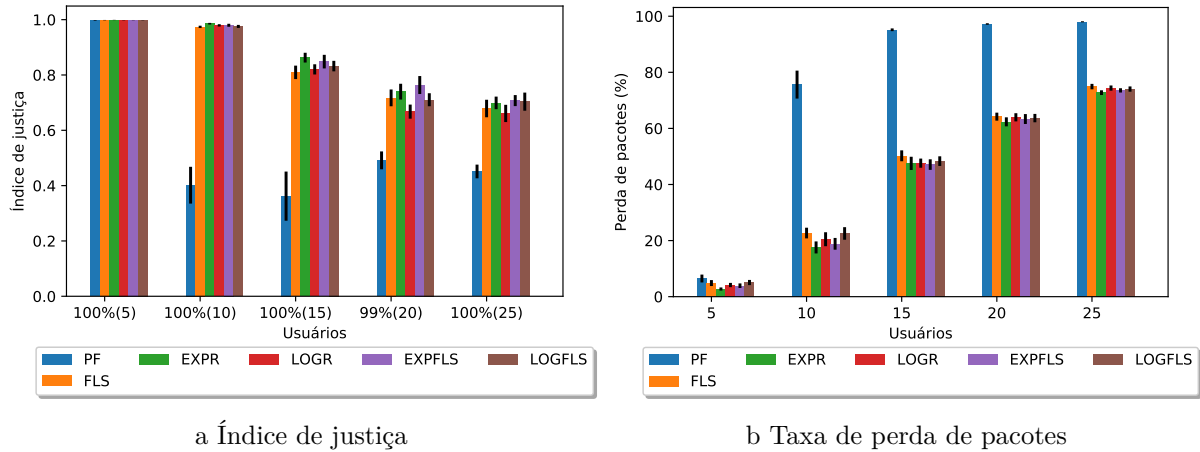 Índice de justiça
1.0
0.8
0.6
0.4
0.2
0.0
100%(5) 100%(10) 100%(15) 99%(20) 100%(25)
Usuários
PF EXPR LOGR EXPFLS LOGFLS
FLS
a Índice de justiça
Perda de pacotes (%)
100
80
60
40
20
0
5 10 15 20 25
Usuários
PF EXPR LOGR EXPFLS LOGFLS
FLS
b Taxa de perda de pacotes